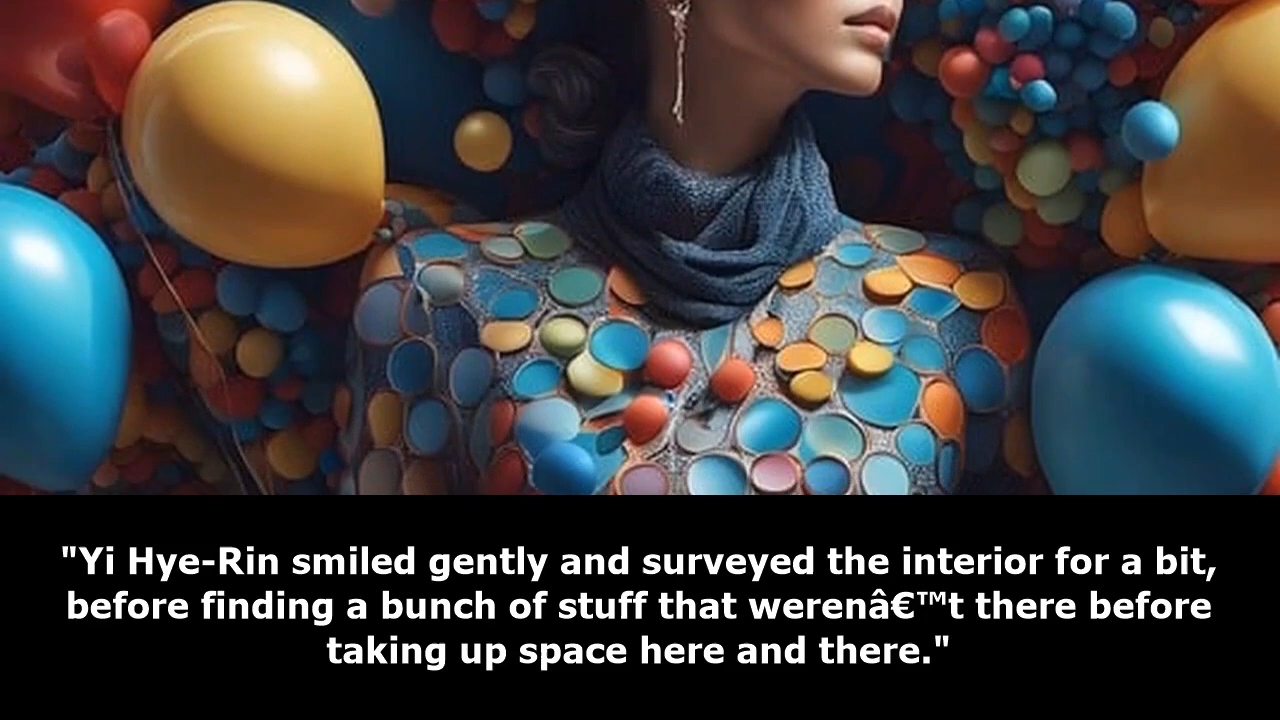 "Yi Hye-Rin smiled gently and surveyed the interior for a bit,
before finding a bunch of stuff that werenâ€™t there before
taking up space here and there."